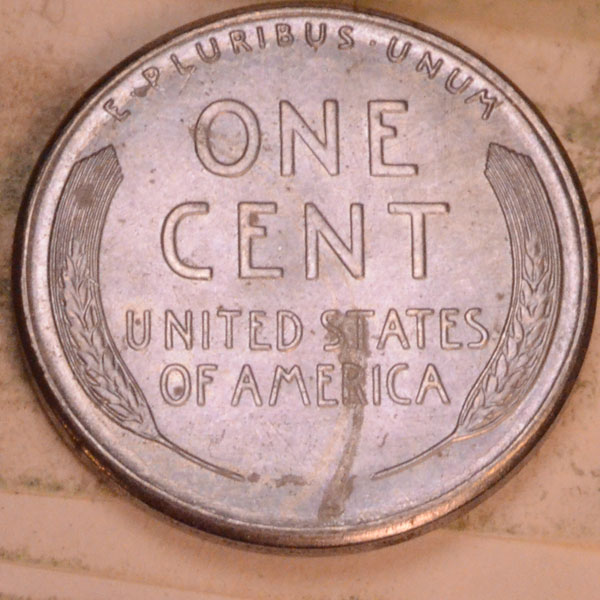 E·PLURIBUS·UNUM
ONE
CENT
UNITED STATES
OF AMERICA